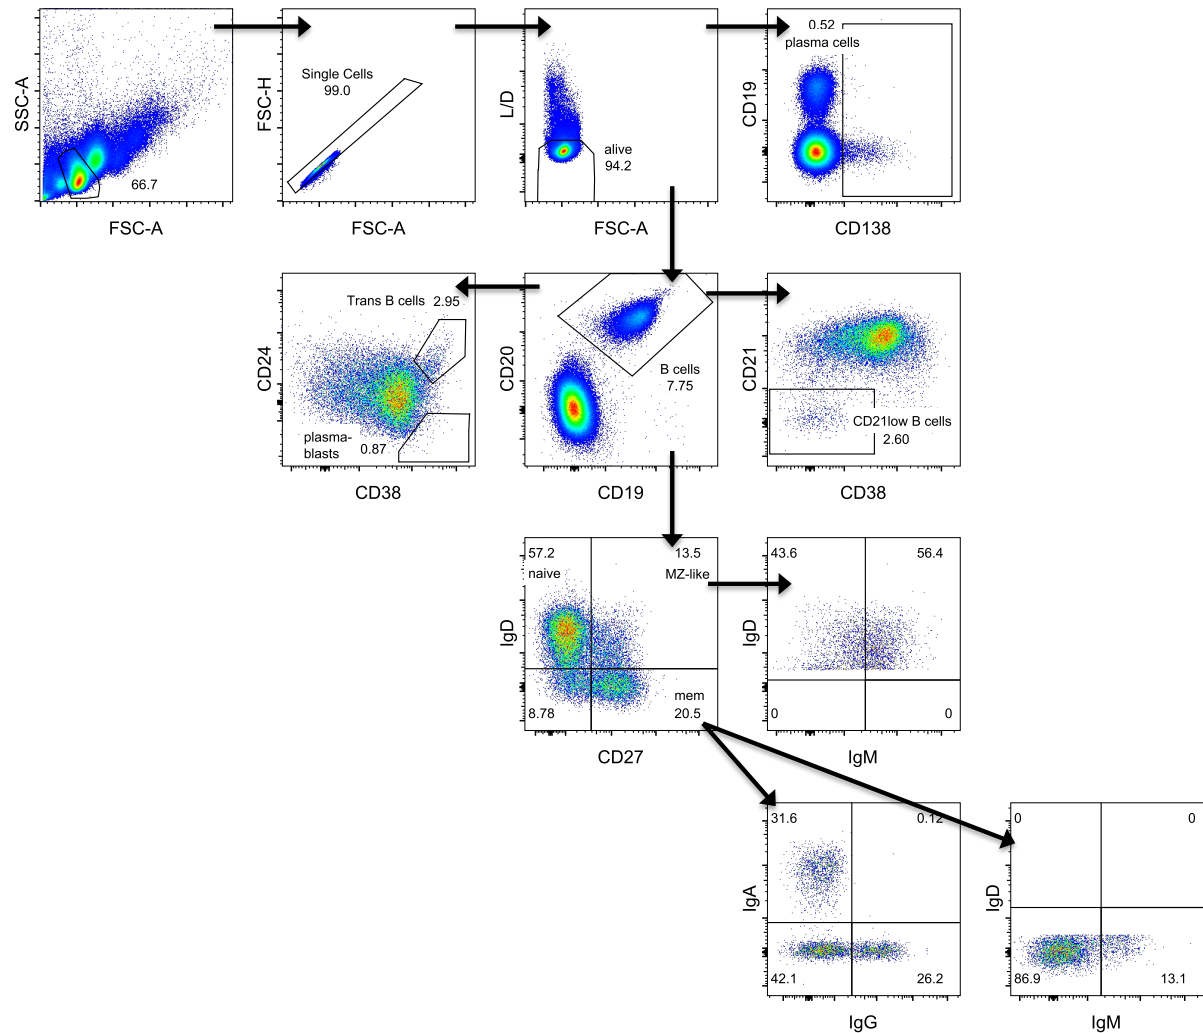 SSC-A
66.7
FSC-A
FSC-H
Single Cells
99.0
FSC-A
L/D
alive
94.2
FSC-A
CD19
0.52
plasma cells
CD138
CD24
Trans B cells 2.95
plasma-
blasts 0.87
CD38
CD20
B cells
7.75
CD19
CD21
CD21low B cells
2.60
CD38
IgD
57.2
13.5
naive
MZ-like
mem
8.78
20.5
CD27
IgD
43.6
56.4
0
0
IgM
IgA
31.6
0.12
42.1
26.2
IgG
IgD
0
0
86.9
13.1
IgM